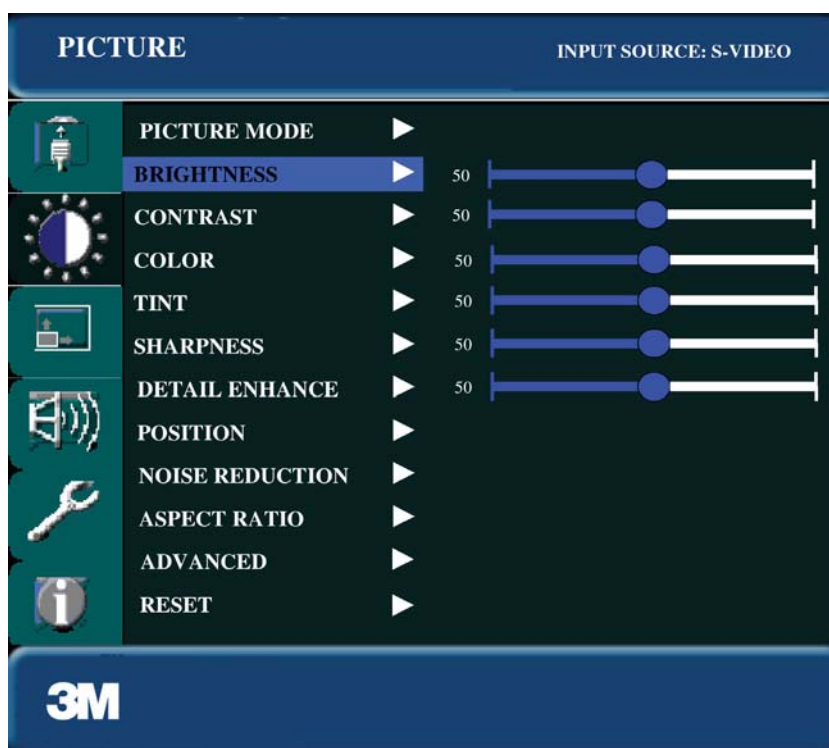 PICTURE
INPUT SOURCE: S-VIDEO
PICTURE MODE
BRIGHTNESS 50
CONTRAST 50
COLOR 50
TINT 50
SHARPNESS 50
DETAIL ENHANCE 50
POSITION
NOISE REDUCTION
ASPECT RATIO
ADVANCED
RESET
i
3M